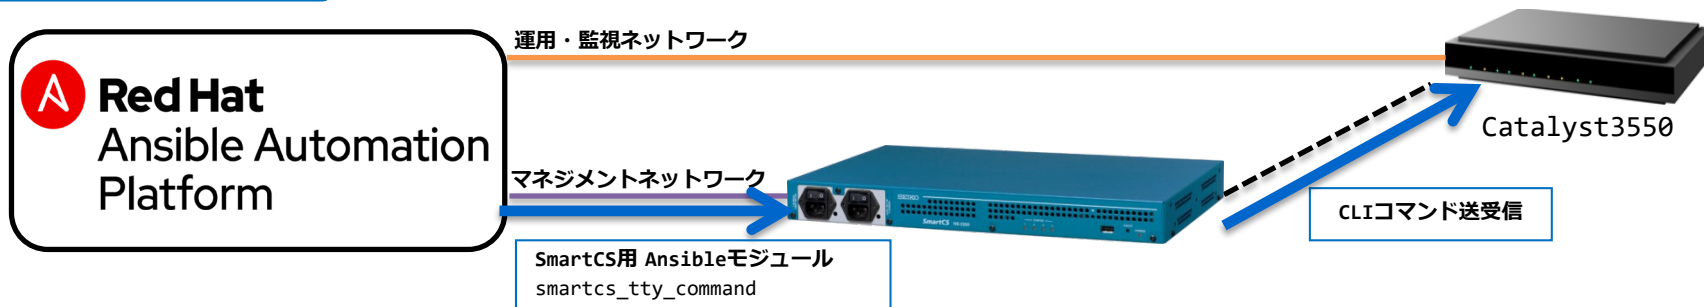 運用・監視ネットワーク
Red Hat
Ansible Automation
Platform
Catalyst3550
マネジメントネットワーク
SEIKO
SmartCS
CLIコマンド送受信
SmartCS用 Ansibleモジュール
smartcs_tty_command